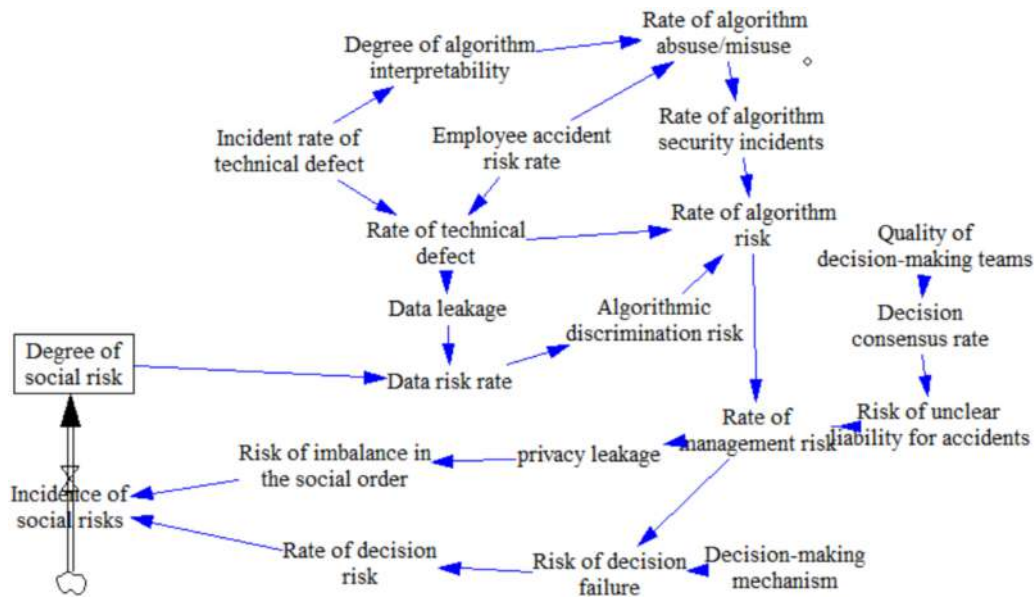 Rate of algorithm
abuse/misuse
Degree of algorithm
interpretability
Rate of algorithm
security incidents
Incident rate of
technical defect
Employee accident
risk rate
Rate of algorithm
risk
Rate of technical
defect
Quality of
decision-making teams
Data leakage
Algorithmic
discrimination risk
Decision
consensus rate
Degree of
social risk
Data risk rate
Rate of
management risk
Risk of unclear
liability for accidents
privacy leakage
Risk of imbalance in
the social order
Incidence of
social risks
Rate of decision
risk
Risk of decision
failure
Decision-making
mechanism